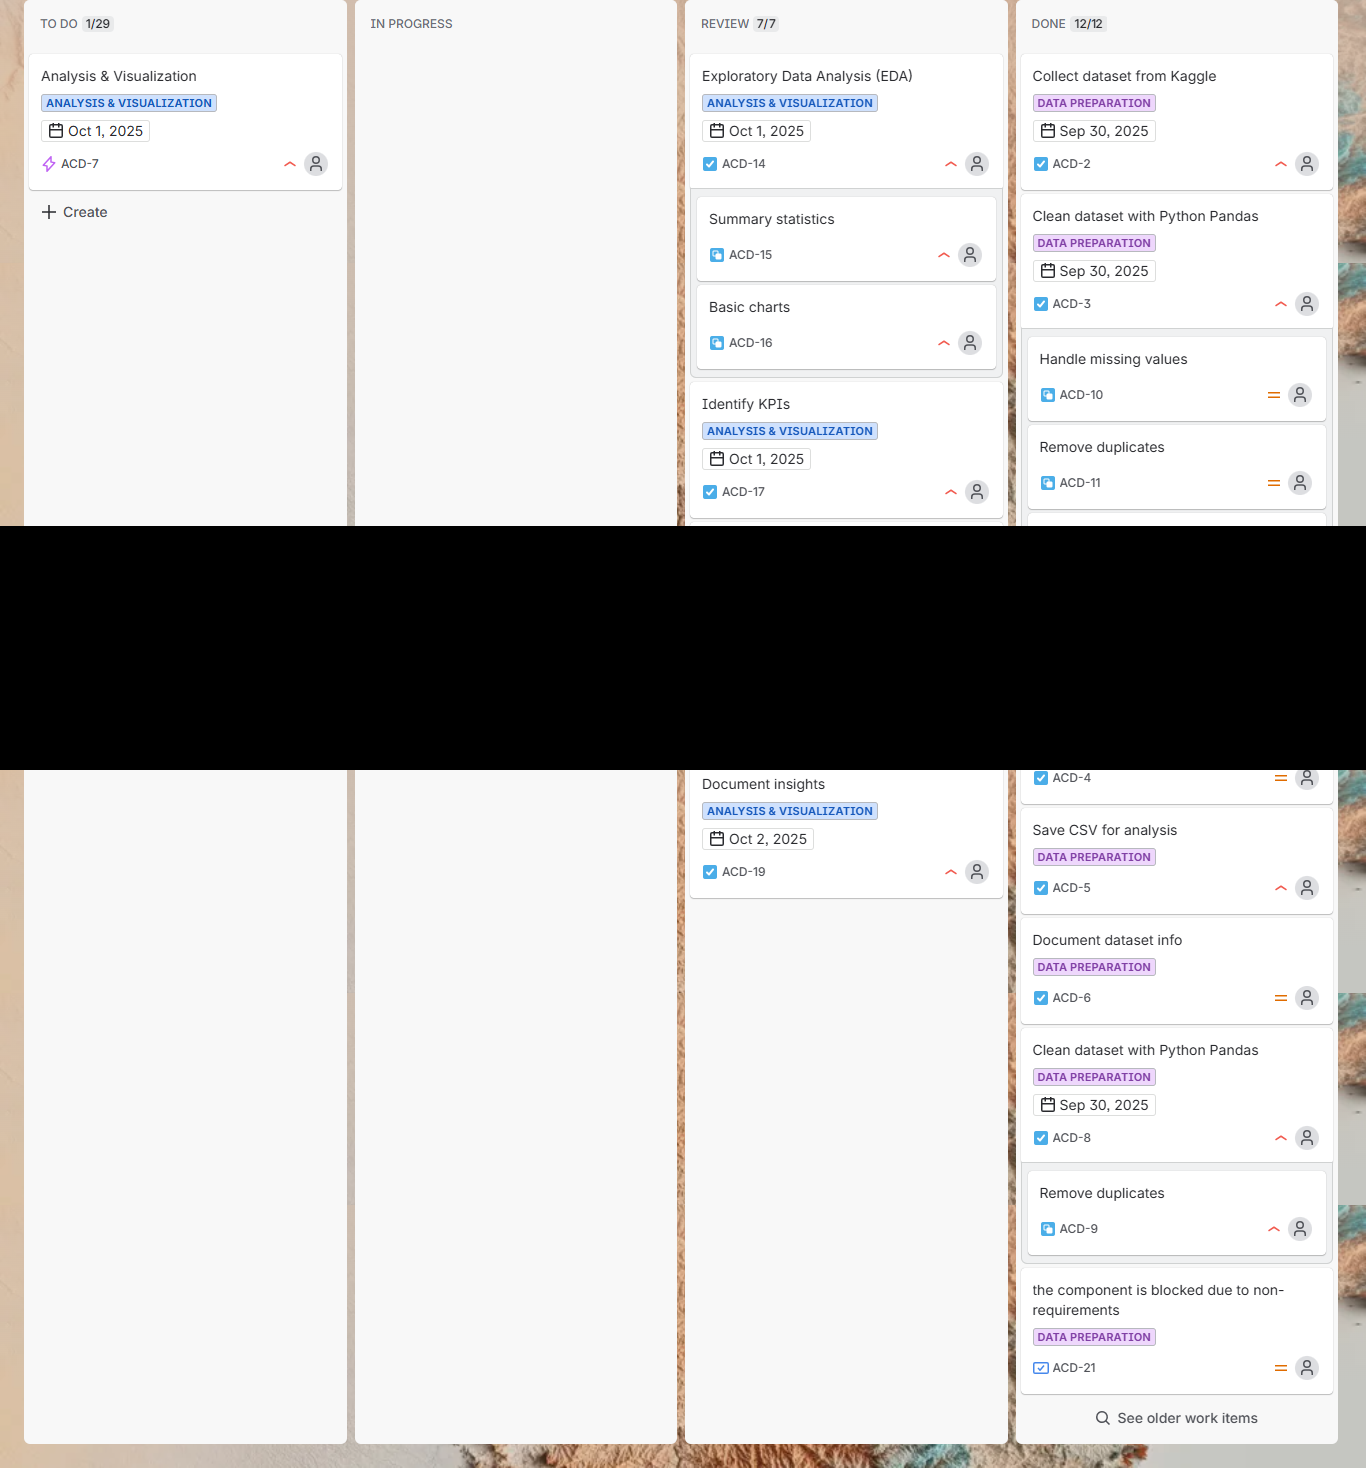 TO DO 1/29
Analysis & Visualization
ANALYSIS & VISUALIZATION
Oct 1, 2025
ACD-7
Create
IN PROGRESS
REVIEW 7/7
Exploratory Data Analysis (EDA)
ANALYSIS & VISUALIZATION
Oct 1, 2025
ACD-14
Summary statistics
ACD-15
Basic charts
ACD-16
Identify KPIs
ANALYSIS & VISUALIZATION
Oct 1, 2025
ACD-17
Document insights
ANALYSIS & VISUALIZATION
Oct 2, 2025
ACD-19
DONE 12/12
Collect dataset from Kaggle
DATA PREPARATION
Sep 30, 2025
ACD-2
Clean dataset with Python Pandas
DATA PREPARATION
Sep 30, 2025
ACD-3
Handle missing values
ACD-10
Remove duplicates
ACD-11
ACD-4
Save CSV for analysis
DATA PREPARATION
ACD-5
Document dataset info
DATA PREPARATION
ACD-6
Clean dataset with Python Pandas
DATA PREPARATION
Sep 30, 2025
ACD-8
Remove duplicates
ACD-9
the component is blocked due to non-
requirements
DATA PREPARATION
ACD-21
See older work items